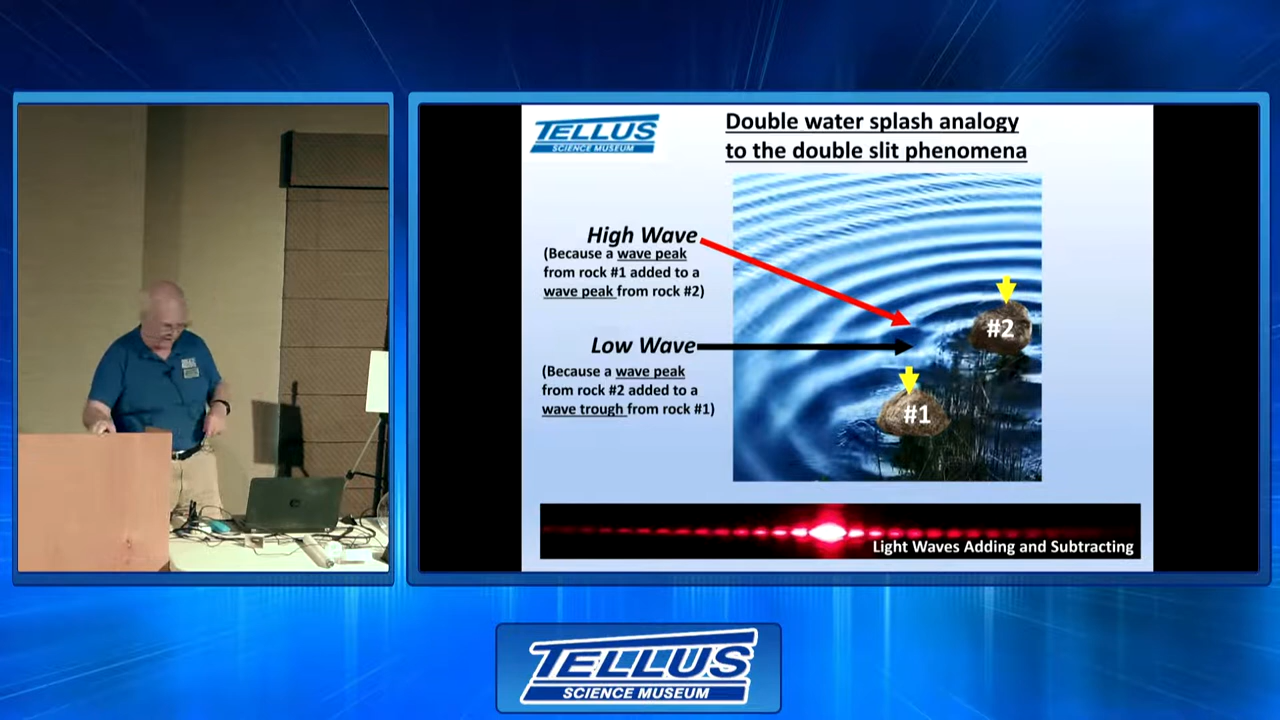 TELLUS
SCIENCE MUSEUM
Double water splash analogy
to the double slit phenomena
High Wave
(Because a wave peak
from rock #1 added to a
wave peak from rock #2)
Low Wave
(Because a wave peak
from rock #2 added to a
wave trough from rock #1)
#2
#1
Light Waves Adding and Subtracting
TELLUS
SCIENCE MUSEUM